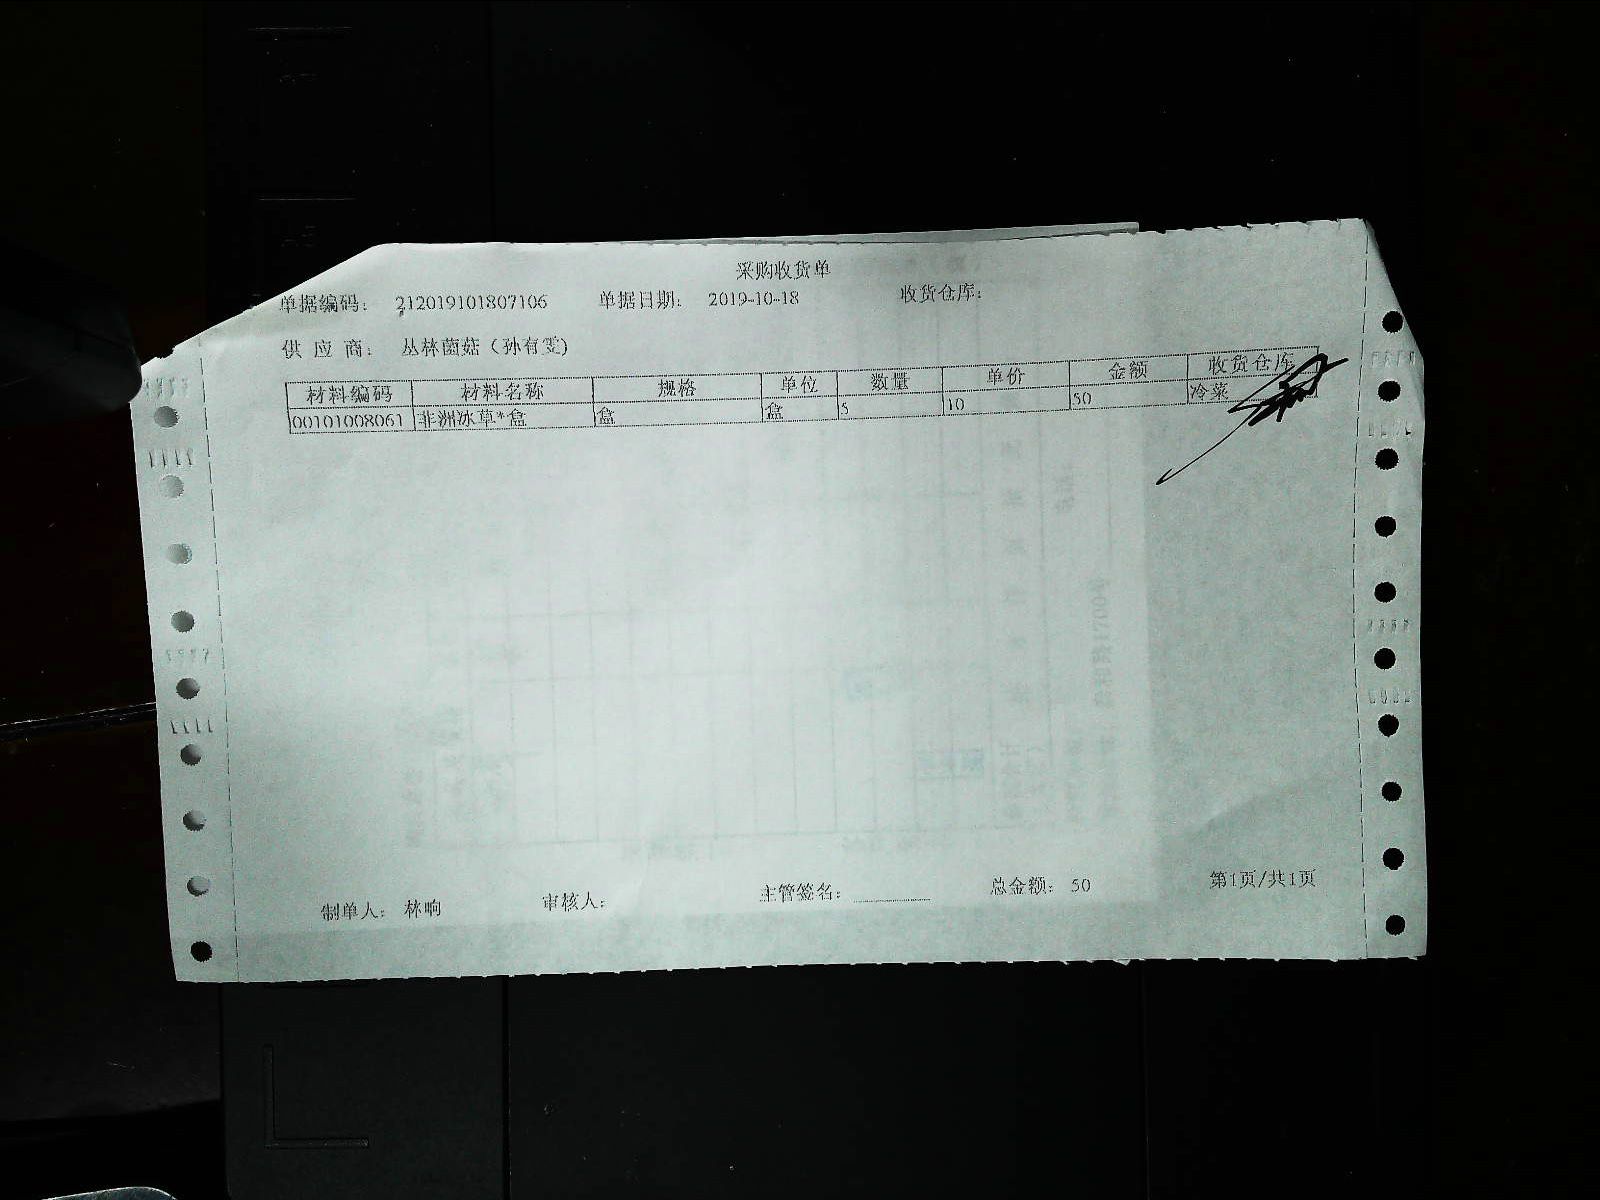 采购收货单
单据编码： 212019101807106 单据日期： 2019-10-18 收货仓库：
供 应 商： 丛林菌菇（孙有雯）
材料编码 材料名称 规格 单位 数量 单价 金额 收货仓库
00101008061 非洲冰草*盒 盒 盒 5 10 50 冷菜
制单人： 林响 审核人： 主管签名： 总金额： 50 第1页/共1页